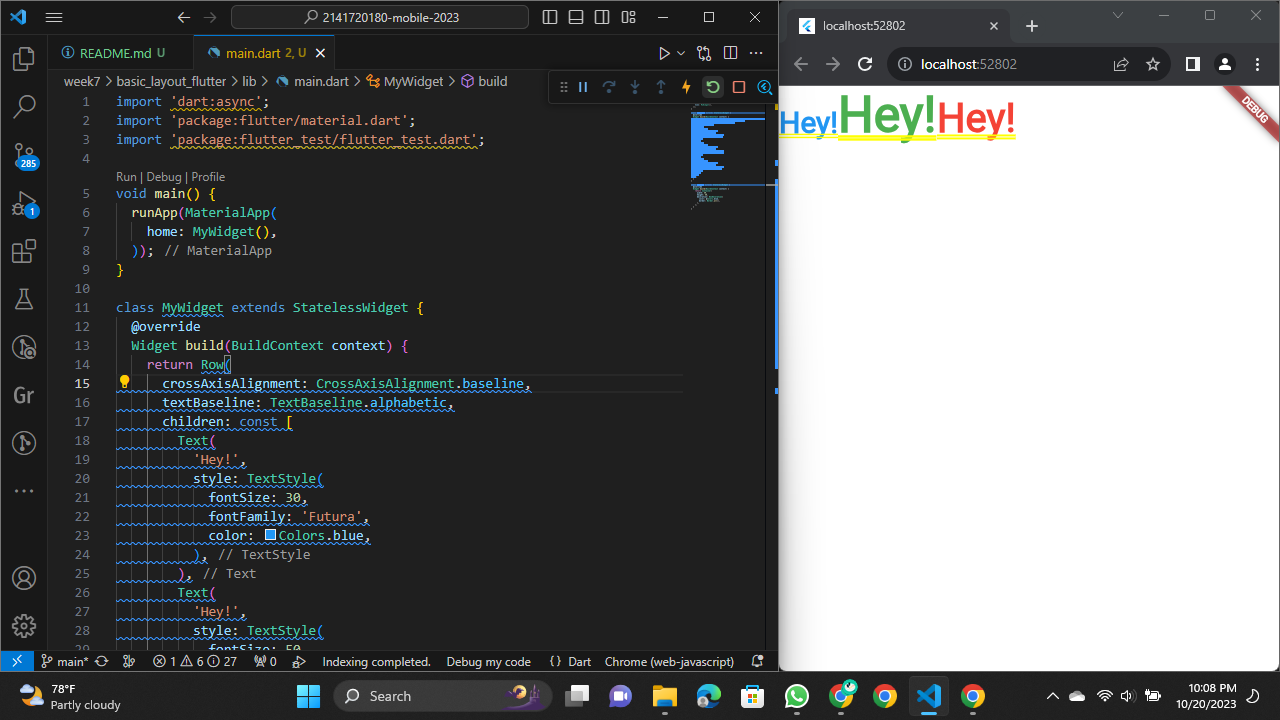 2141720180-mobile-2023
README.md U
main.dart 2, U
week7 > basic_layout_flutter > lib > main.dart > MyWidget > build
1 import 'dart:async';
2 import 'package:flutter/material.dart';
3 import 'package:flutter_test/flutter_test.dart';
4
Run | Debug | Profile
5 void main() {
6 runApp(MaterialApp(
7 home: MyWidget(),
8 )); // MaterialApp
9 }
10
11 class MyWidget extends StatelessWidget {
12 @override
13 Widget build(BuildContext context) {
14 return Row(
15 crossAxisAlignment: CrossAxisAlignment.baseline,
16 textBaseline: TextBaseline.alphabetic,
17 children: const [
18 Text(
19 'Hey!',
20 style: TextStyle(
21 fontSize: 30,
22 fontFamily: 'Futura',
23 color: Colors.blue,
24 ), // TextStyle
25 ), // Text
26 Text(
27 'Hey!',
28 style: TextStyle(
29 fontSize: 50
285
1
Gr
main* 1 6 27 0 Indexing completed. Debug my code {} Dart Chrome (web-javascript)
localhost:52802
localhost:52802
Hey!Hey!Hey!
DEBUG
78°F
Partly cloudy
Search
10:08 PM
10/20/2023